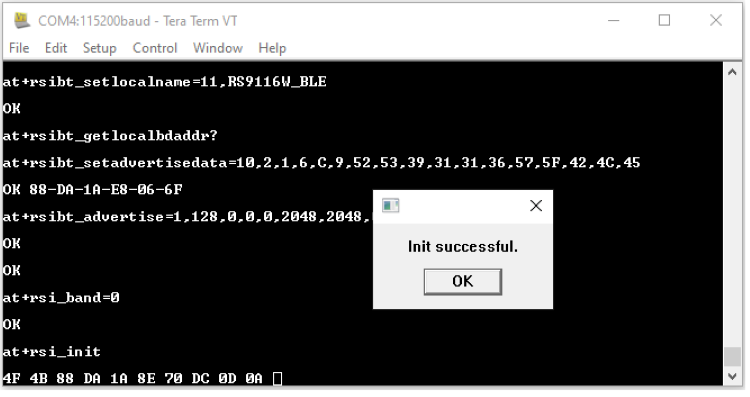 COM4:115200baud - Tera Term VT
File Edit Setup Control Window Help
at+rsibt_setlocalname=11,RS9116W_BLE
OK
at+rsibt_getlocalbdaddr?
at+rsibt_setadvertisedata=10,2,1,6,C,9,52,53,39,31,31,36,57,5F,42,4C,45
OK 88-DA-1A-E8-06-6F
at+rsibt_advertise=1,128,0,0,0,2048,2048,
OK
OK
at+rsi_band=0
OK
at+rsi_init
4F 4B 88 DA 1A 8E 70 DC 0D 0A
Init successful.
OK